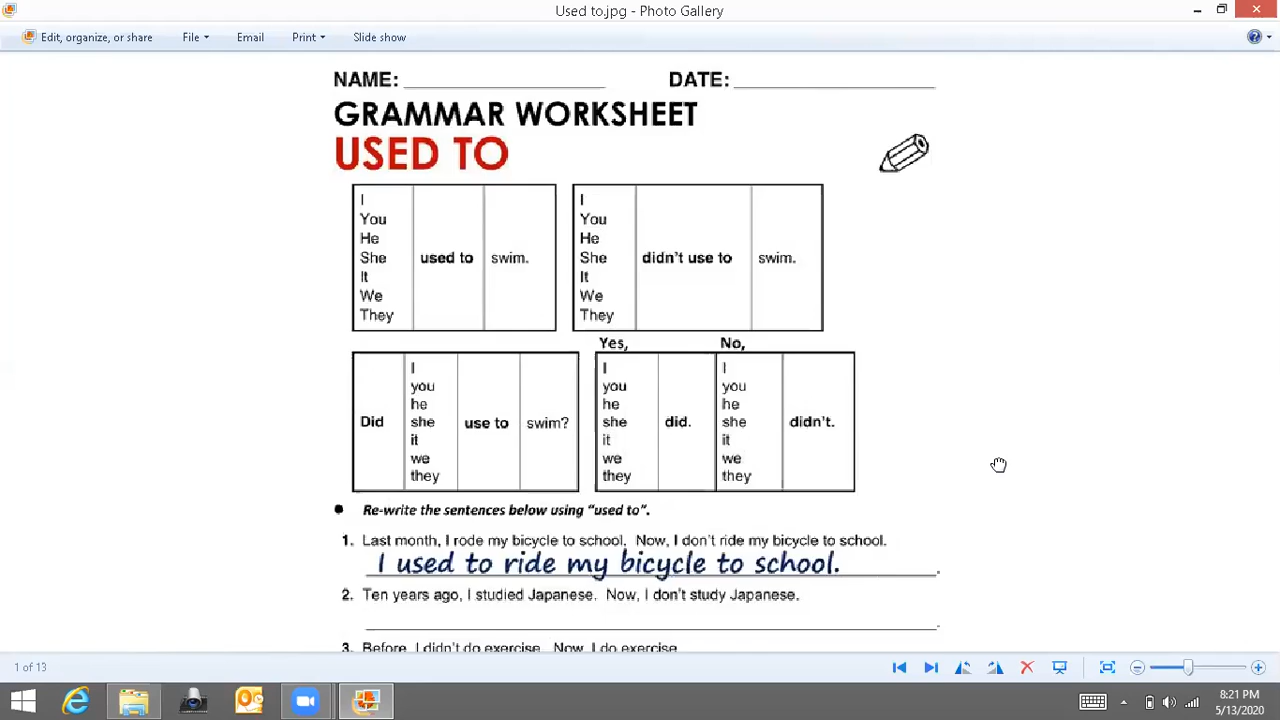 Used to.jpg - Photo Gallery
Edit, organize, or share File Email Print Slide show
NAME: DATE:
GRAMMAR WORKSHEET
USED TO
I
You
He
She
It
We
They
used to
swim.
I
You
He
She
It
We
They
didn't use to
swim.
Did
I
you
he
she
it
we
they
use to
swim?
Yes,
I
you
he
she
it
we
they
did.
No,
I
you
he
she
it
we
they
didn't.
Re-write the sentences below using "used to".
1. Last month, I rode my bicycle to school. Now, I don't ride my bicycle to school.
I used to ride my bicycle to school.
2. Ten years ago, I studied Japanese. Now, I don't study Japanese.
3. Before, I didn't do exercise. Now, I do exercise
1 of 13
8:21 PM
5/13/2020